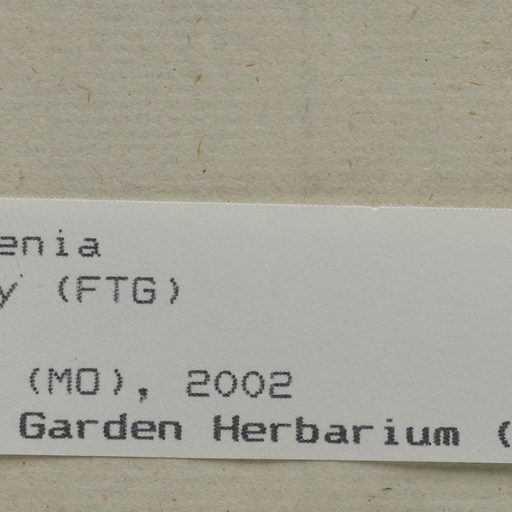 enia
y (FTG)
(MO), 2002
Garden Herbarium (